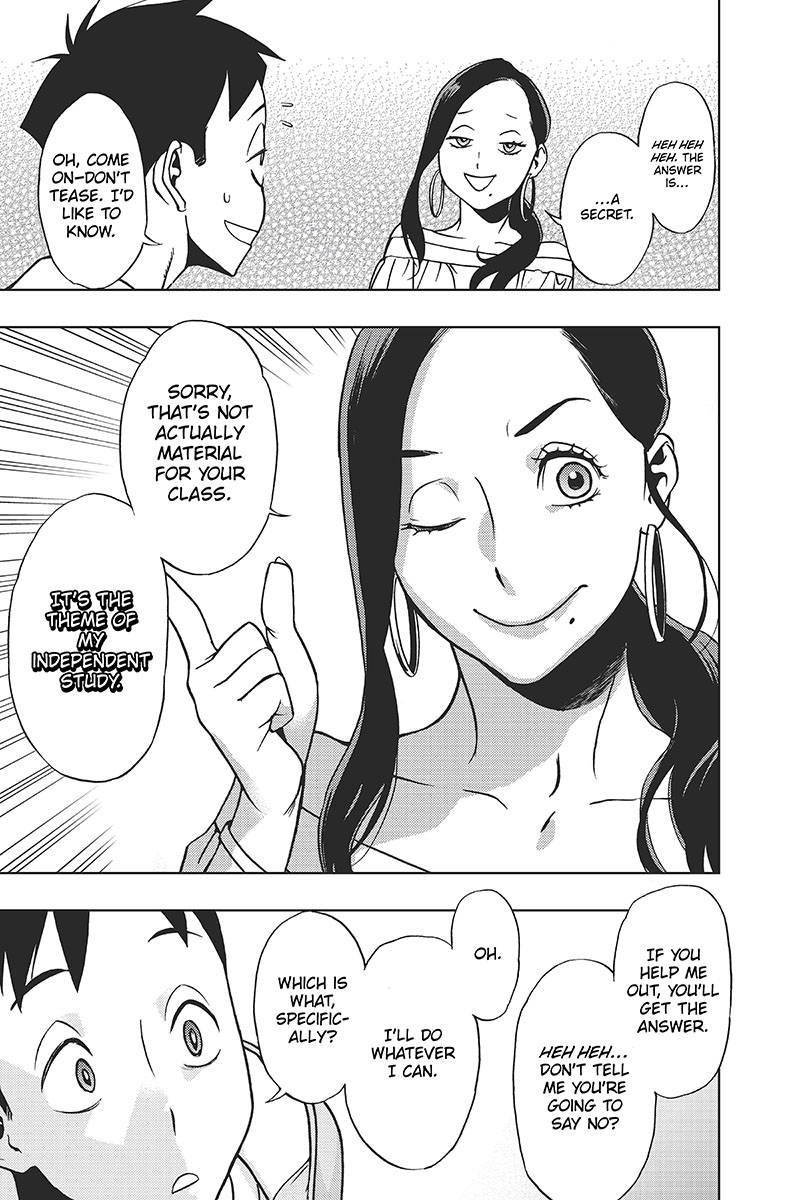 HEH HEH
HEH. THE
ANSWER
IS...
...A
SECRET.
OH, COME
ON-DON'T
TEASE. I'D
LIKE TO
KNOW.
SORRY,
THAT'S NOT
ACTUALLY
MATERIAL
FOR YOUR
CLASS.
IT'S THE
THEME OF
MY
INDEPENDENT
STUDY.
IF YOU
HELP ME
OUT, YOU'LL
GET THE
ANSWER.
HEH HEH...
DON'T TELL
ME YOU'RE
GOING TO
SAY NO?
OH.
I'LL DO
WHATEVER
I CAN.
WHICH IS
WHAT,
SPECIFIC-
ALLY?